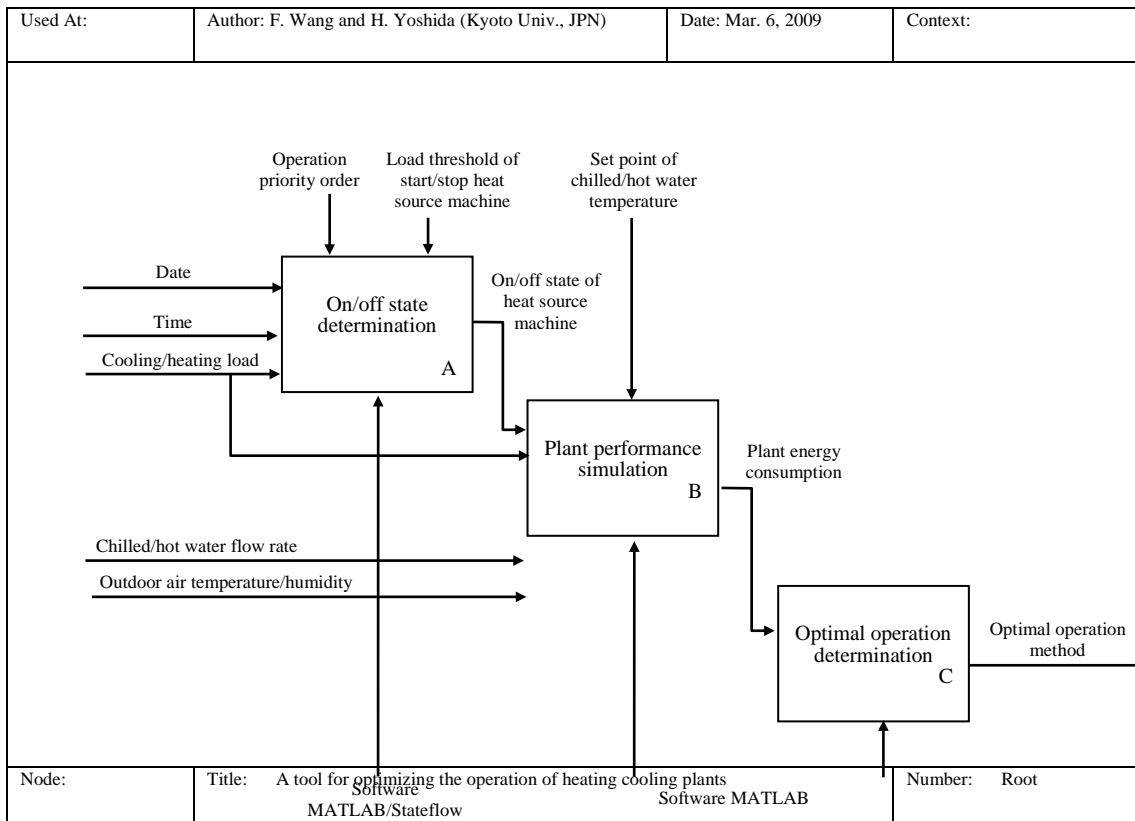 Used At:
Author: F. Wang and H. Yoshida (Kyoto Univ., JPN)
Date: Mar. 6, 2009
Context:
Operation
priority order
Load threshold of
start/stop heat
source machine
Set point of
chilled/hot water
temperature
Date
Time
Cooling/heating load
On/off state
determination
A
On/off state of
heat source
machine
Plant performance
simulation
B
Plant energy
consumption
Chilled/hot water flow rate
Outdoor air temperature/humidity
Optimal operation
determination
C
Optimal operation
method
Node:
Title: A tool for optimizing the operation of heating cooling plants
Number: Root
Software
MATLAB/Stateflow
Software MATLAB